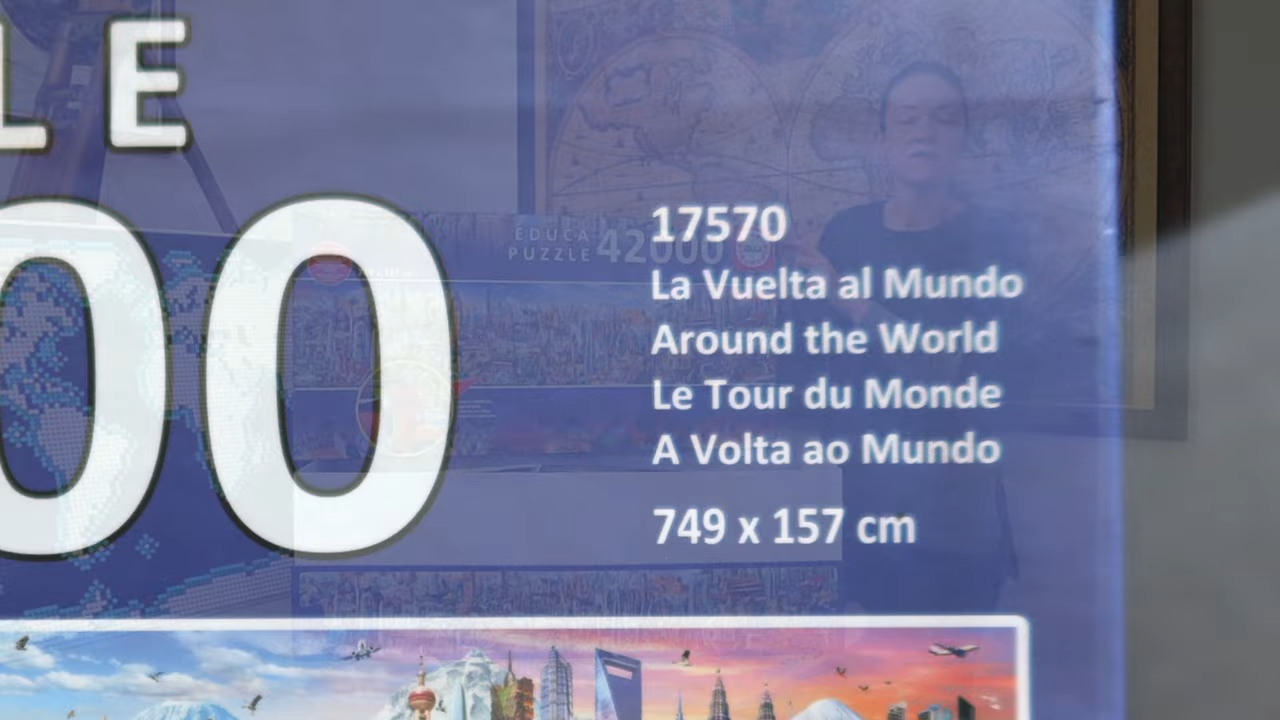 LE
00
EDUCA
PUZZLE 42000
17570
La Vuelta al Mundo
Around the World
Le Tour du Monde
A Volta ao Mundo
749 x 157 cm